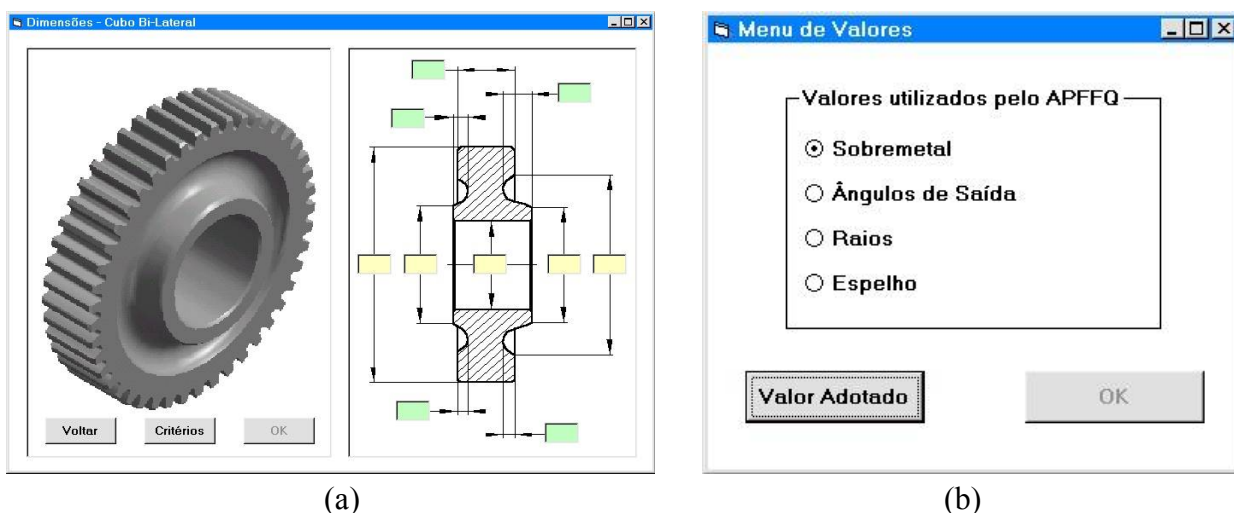 Dimensões - Cubo Bi-Lateral
Voltar
Critérios
OK
(a)
Menu de Valores
Valores utilizados pelo APFFQ
Sobremetal
Ângulos de Saída
Raios
Espelho
Valor Adotado
OK
(b)